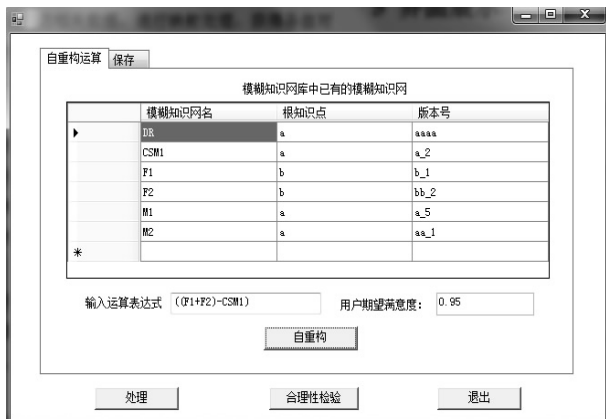 自重构运算 保存
模糊知识网库中已有的模糊知识网
模糊知识网名 根知识点 版本号
DR a aaaa
CSM1 a a_2
F1 b b_1
F2 b bb_2
M1 a a_5
M2 a aa_1
输入运算表达式 ((F1+F2)-CSM1) 用户期望满意度: 0.95
自重构
处理 合理性检验 退出